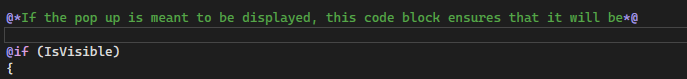 @*If the pop up is meant to be displayed, this code block ensures that it will be*@
@if (IsVisible)
{